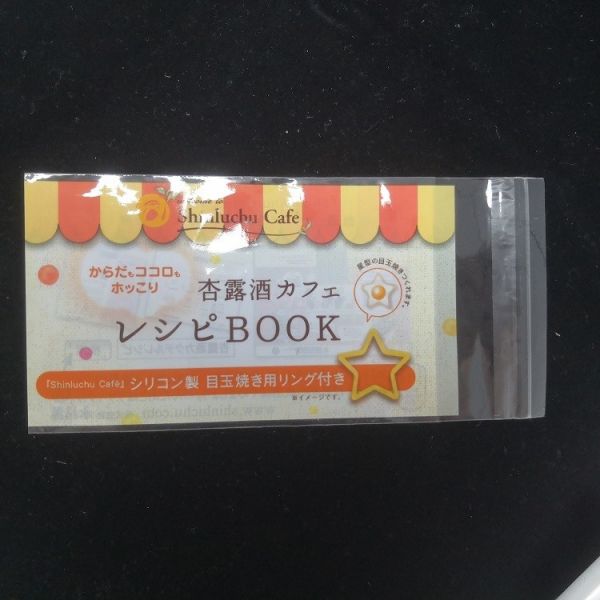 Welcome to
Shinluchu Cafe
からだもココロも
ホッこり
星型の目玉焼きつくれます。
杏露酒カフェ
レシピBOOK
『Shinluchu Café』シリコン製 目玉焼き用リング付き
※イメージです。